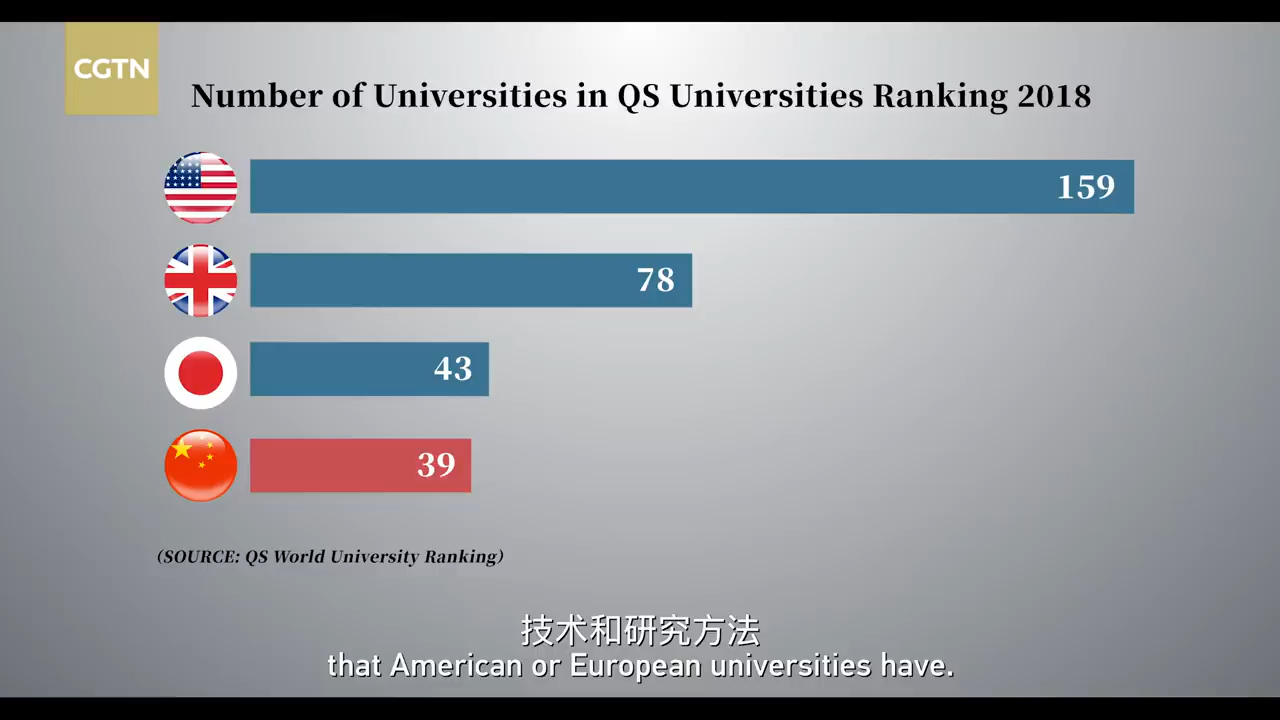 CGTN
Number of Universities in QS Universities Ranking 2018
159
78
43
39
(SOURCE: QS World University Ranking)
技术和研究方法
that American or European universities have.